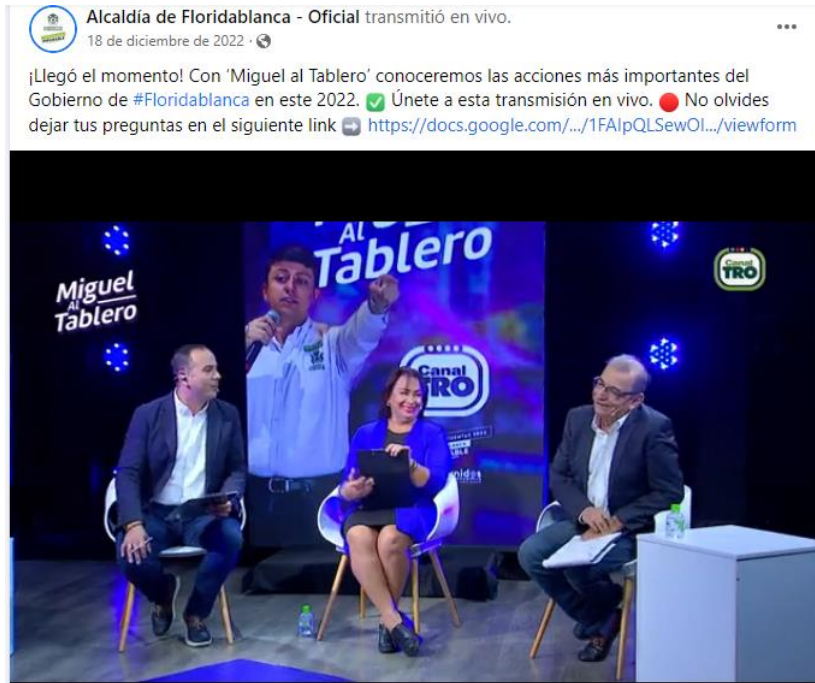 Alcaldía de Floridablanca - Oficial transmitió en vivo.
18 de diciembre de 2022 ·
¡Llegó el momento! Con ‘Miguel al Tablero’ conoceremos las acciones más importantes del
Gobierno de #Floridablanca en este 2022. ✅ Únete a esta transmisión en vivo. 🔴 No olvides
dejar tus preguntas en el siguiente link ➡️ https://docs.google.com/.../1FAIpQLSewOl.../viewform
Al
Tablero
Miguel
Al
Tablero
Canal
TRO
Canal
TRO